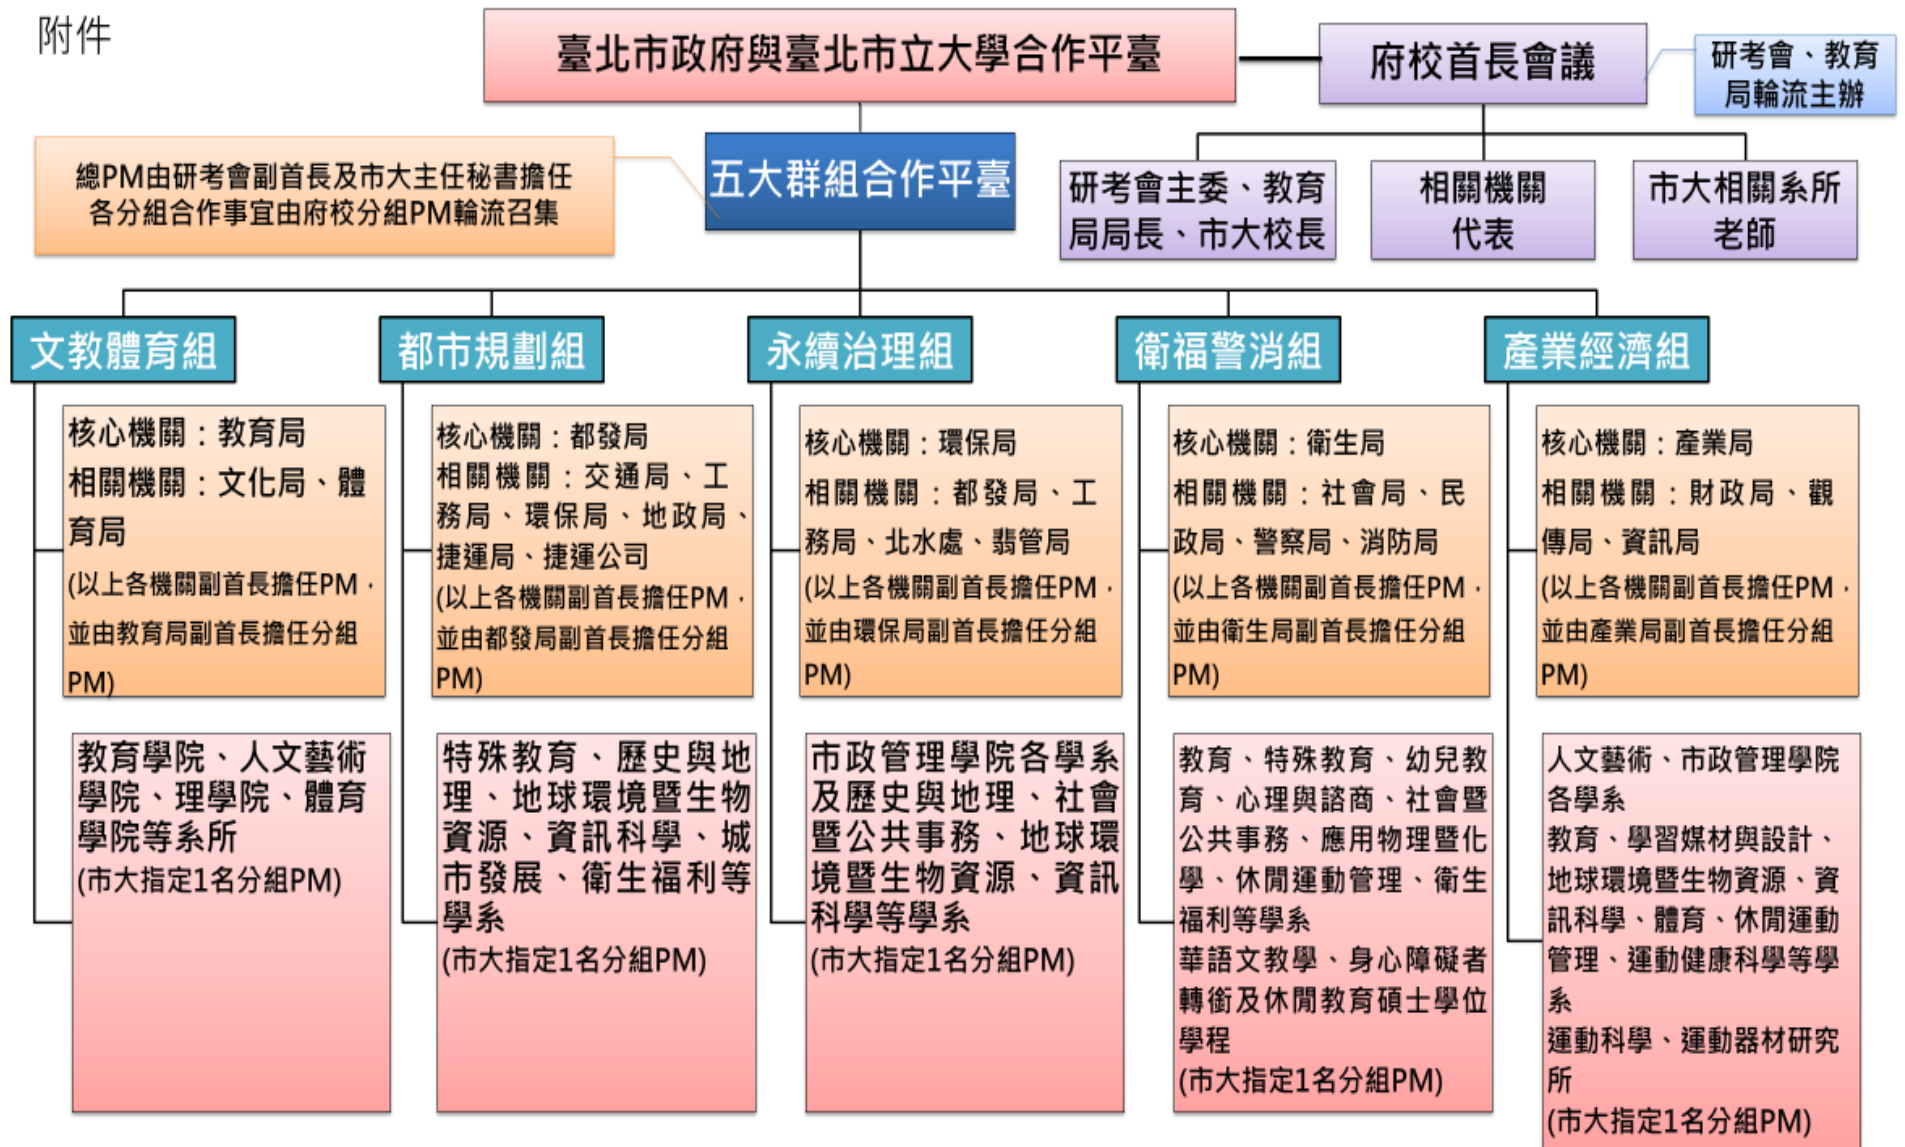 附件
臺北市政府與臺北市立大學合作平臺
府校首長會議
研考會、教育
局輪流主辦
總PM由研考會副首長及市大主任秘書擔任
各分組合作事宜由府校分組PM輪流召集
五大群組合作平臺
研考會主委、教育
局局長、市大校長
相關機關
代表
市大相關系所
老師
文教體育組
核心機關：教育局
相關機關：文化局、體
育局
(以上各機關副首長擔任PM，
並由教育局副首長擔任分組
PM)
教育學院、人文藝術
學院、理學院、體育
學院等系所
(市大指定1名分組PM)
都市規劃組
核心機關：都發局
相關機關：交通局、工
務局、環保局、地政局、
捷運局、捷運公司
(以上各機關副首長擔任PM，
並由都發局副首長擔任分組
PM)
特殊教育、歷史與地
理、地球環境暨生物
資源、資訊科學、城
市發展、衛生福利等
學系
(市大指定1名分組PM)
永續治理組
核心機關：環保局
相關機關：都發局、工
務局、北水處、翡管局
(以上各機關副首長擔任PM，
並由環保局副首長擔任分組
PM)
市政管理學院各學系
及歷史與地理、社會
暨公共事務、地球環
境暨生物資源、資訊
科學等學系
(市大指定1名分組PM)
衛福警消組
核心機關：衛生局
相關機關：社會局、民
政局、警察局、消防局
(以上各機關副首長擔任PM，
並由衛生局副首長擔任分組
PM)
教育、特殊教育、幼兒教
育、心理與諮商、社會暨
公共事務、應用物理暨化
學、休閒運動管理、衛生
福利等學系
華語文教學、身心障礙者
轉銜及休閒教育碩士學位
學程
(市大指定1名分組PM)
產業經濟組
核心機關：產業局
相關機關：財政局、觀
傳局、資訊局
(以上各機關副首長擔任PM，
並由產業局副首長擔任分組
PM)
人文藝術、市政管理學院
各學系
教育、學習媒材與設計、
地球環境暨生物資源、資
訊科學、體育、休閒運動
管理、運動健康科學等學
系
運動科學、運動器材研究
所
(市大指定1名分組PM)